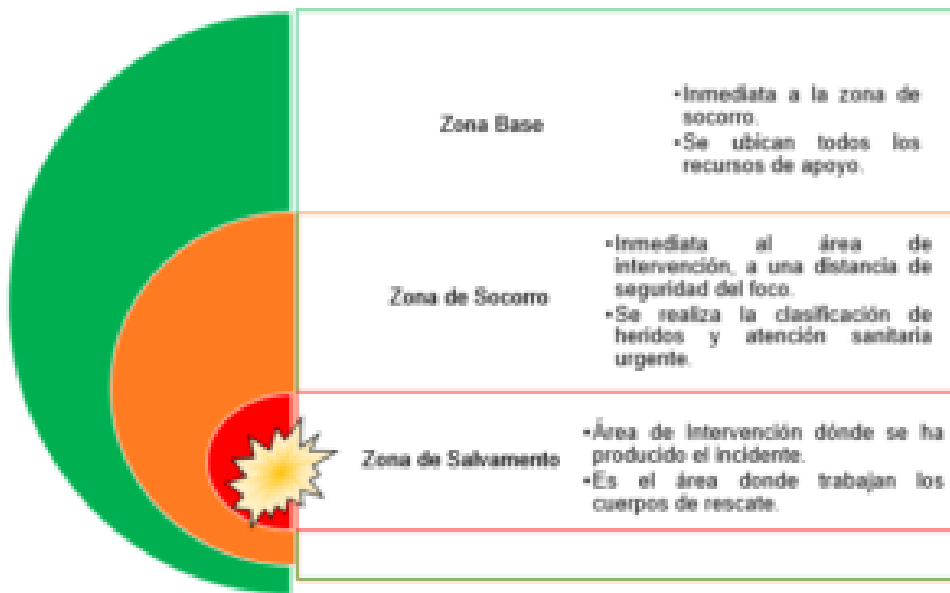 Zona Base
•Inmediata a la zona de
socorro.
•Se ubican todos los
recursos de apoyo.
Zona de Socorro
•Inmediata al área de
intervención, a una distancia de
seguridad del foco.
•Se realiza la clasificación de
heridos y atención sanitaria
urgente.
Zona de Salvamento
•Área de Intervención dónde se ha
producido el incidente.
•Es el área donde trabajan los
cuerpos de rescate.